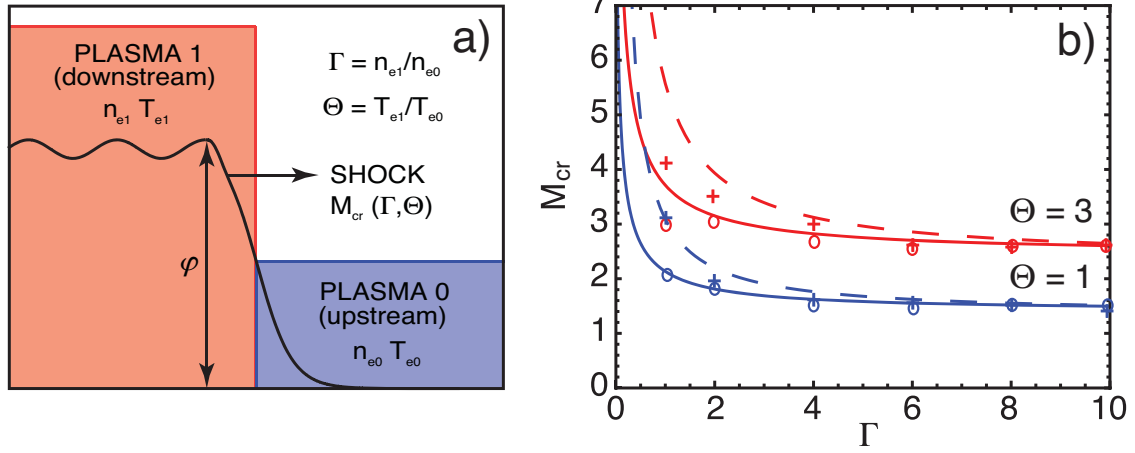 PLASMA 1
(downstream)
n_e1 T_e1
a)
Γ = n_e1/n_e0
Θ = T_e1/T_e0
SHOCK
M_cr (Γ,Θ)
φ
PLASMA 0
(upstream)
n_e0 T_e0
b)
7
6
5
4
3
2
1
0
M_cr
Θ = 3
Θ = 1
0 2 4 6 8 10
Γ